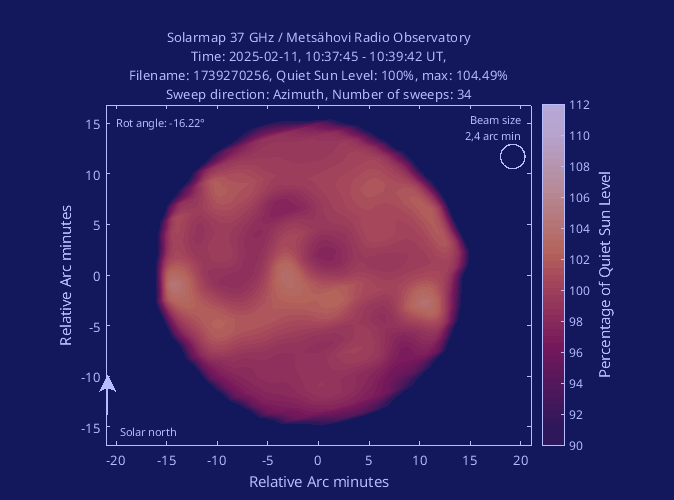 Solarmap 37 GHz / Metsähovi Radio Observatory
Time: 2025-02-11, 10:37:45 - 10:39:42 UT,
Filename: 1739270256, Quiet Sun Level: 100%, max: 104.49%
Sweep direction: Azimuth, Number of sweeps: 34
Rot angle: -16.22°
Beam size
2,4 arc min
15
10
5
0
-5
-10
-15
Relative Arc minutes
Solar north
-20
-15
-10
-5
0
5
10
15
20
Relative Arc minutes
112
110
108
106
104
102
100
98
96
94
92
90
Percentage of Quiet Sun Level